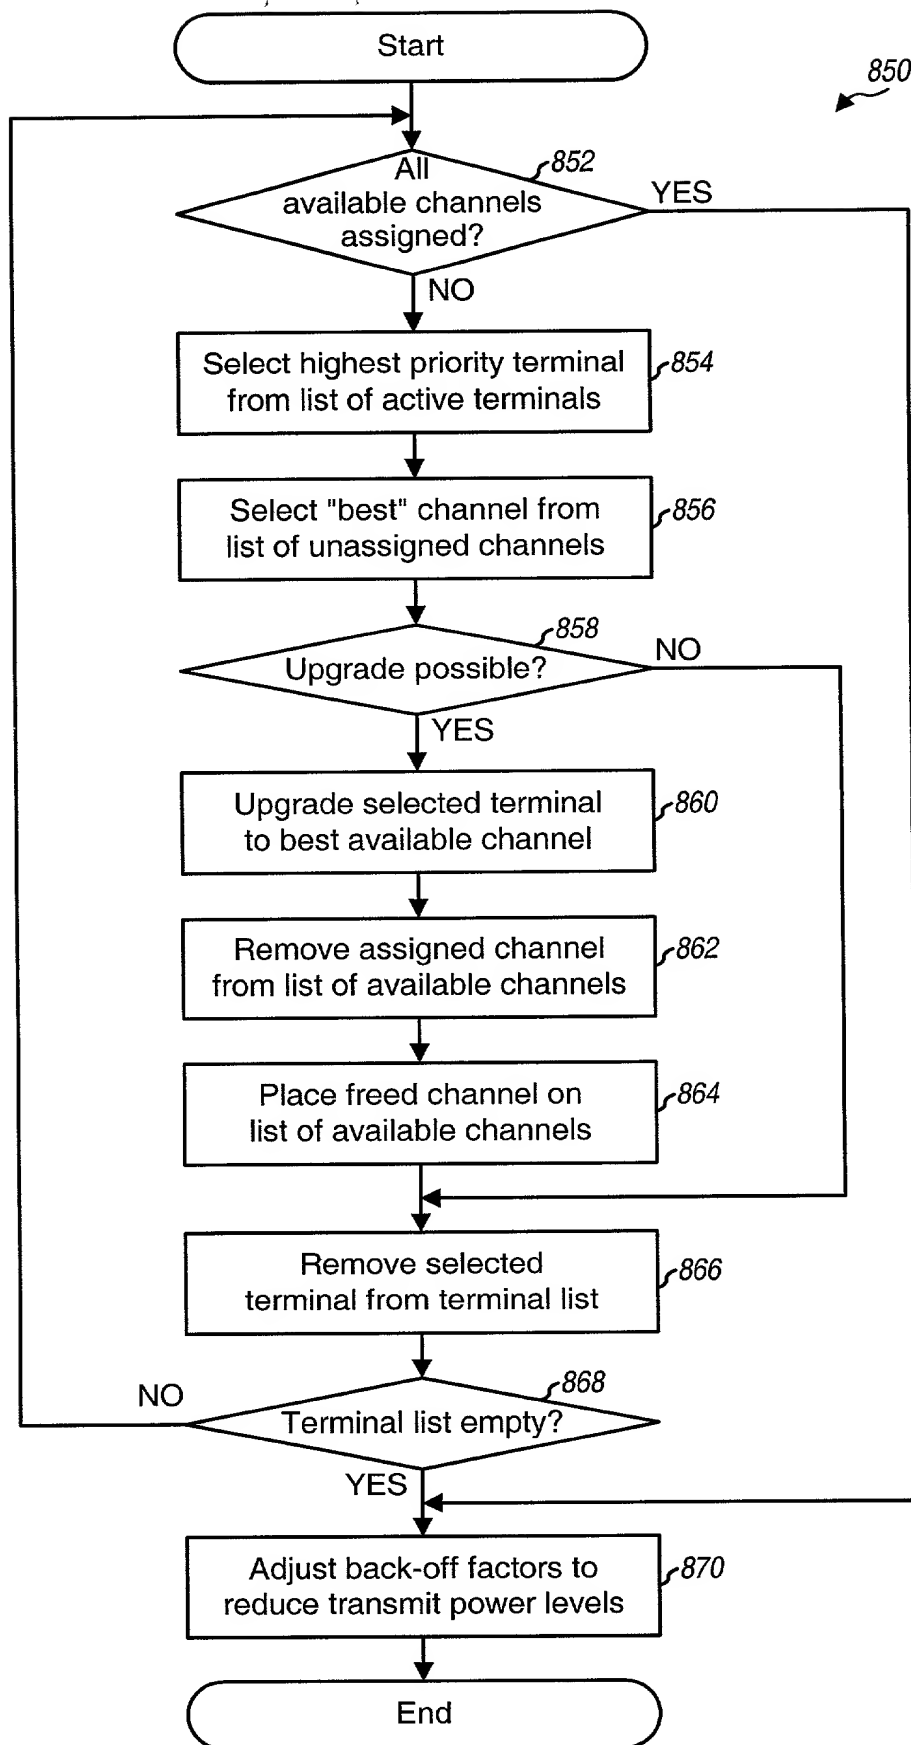 Start
850
All
available channels
assigned?
852
YES
NO
Select highest priority terminal
from list of active terminals
854
Select "best" channel from
list of unassigned channels
856
Upgrade possible?
858
NO
YES
Upgrade selected terminal
to best available channel
860
Remove assigned channel
from list of available channels
862
Place freed channel on
list of available channels
864
Remove selected
terminal from terminal list
866
Terminal list empty?
868
NO
YES
Adjust back-off factors to
reduce transmit power levels
870
End